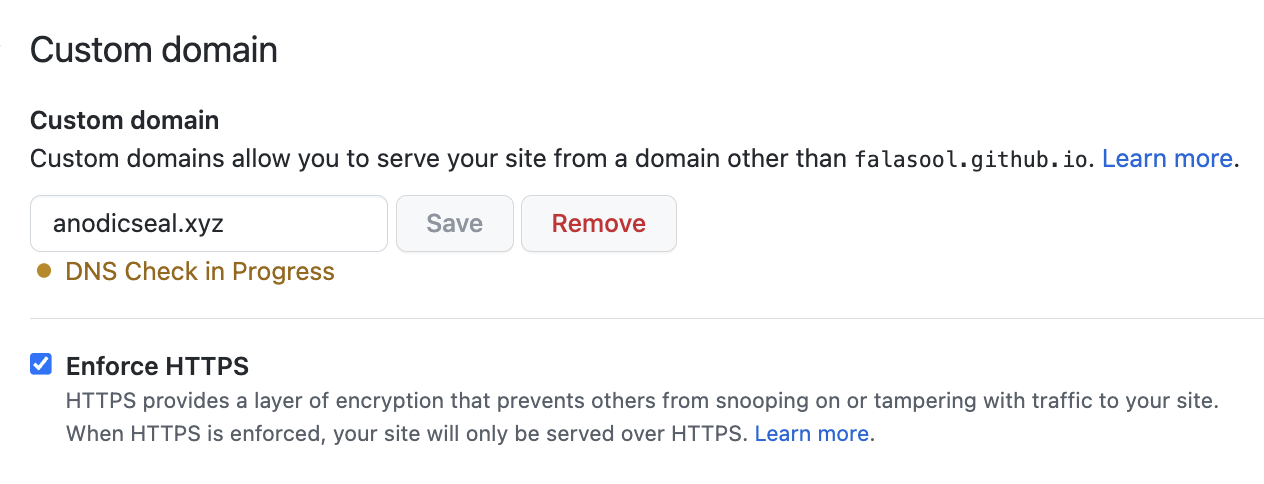 Custom domain
Custom domain
Custom domains allow you to serve your site from a domain other than falasool.github.io. Learn more.
anodicseal.xyz Save Remove
DNS Check in Progress
Enforce HTTPS
HTTPS provides a layer of encryption that prevents others from snooping on or tampering with traffic to your site.
When HTTPS is enforced, your site will only be served over HTTPS. Learn more.